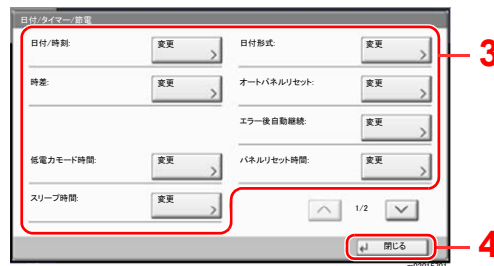 日付/タイマー/節電
日付/時刻: 変更 日付形式: 変更
時差: 変更 オートパネルリセット: 変更
エラー後自動継続: 変更
低電力モード時間: 変更 パネルリセット時間: 変更
スリープ時間: 変更
1/2
閉じる
3
4